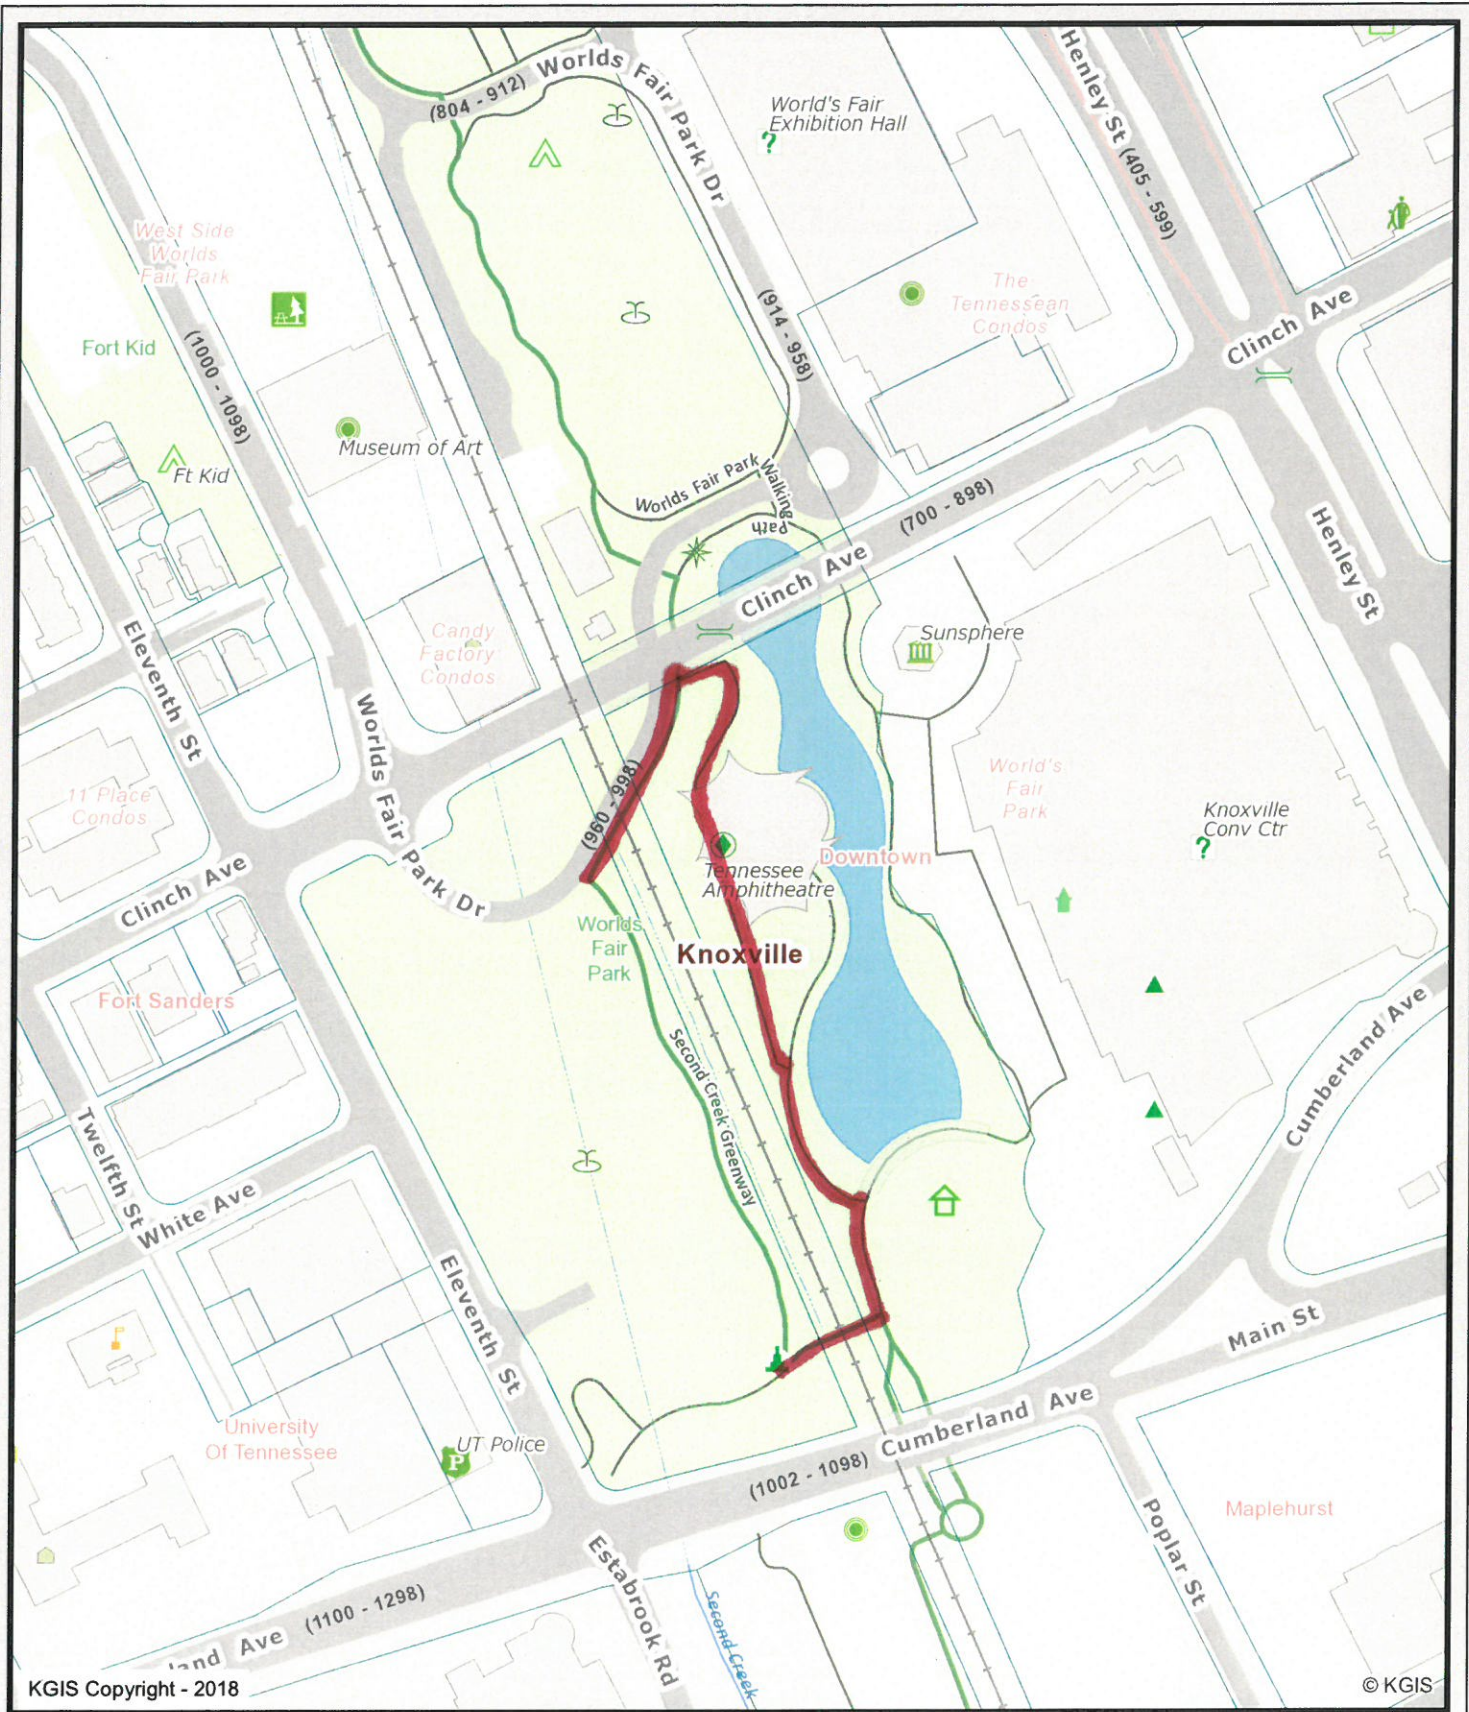 (804 - 912)
Worlds Fair Park Dr
World's Fair
Exhibition Hall
Henley St
(405 - 599)
Henley St
West Side
Worlds
Fair Park
Fort Kid
(1000 - 1098)
Museum of Art
Ft Kid
(914 - 958)
The
Tennessean
Condos
Clinch Ave
Worlds Fair Park
Walking
Path
(700 - 898)
Henley St
Clinch Ave
Sunsphere
Eleventh St
Candy
Factory
Condos
Worlds Fair Park Dr
11 Place
Condos
(960 - 998)
World's
Fair
Park
Knoxville
Conv Ctr
Tennessee
Amphitheatre
Downtown
Clinch Ave
Worlds
Fair
Park
Knoxville
Fort Sanders
Second Creek Greenway
Cumberland Ave
Twelfth St
White Ave
Eleventh St
Main St
University
Of Tennessee
UT Police
P
Cumberland Ave
(1002 - 1098)
Poplar St
Maplehurst
Estabrook Rd
Second Creek
(1100 - 1298)
land Ave
KGIS Copyright - 2018
© KGIS